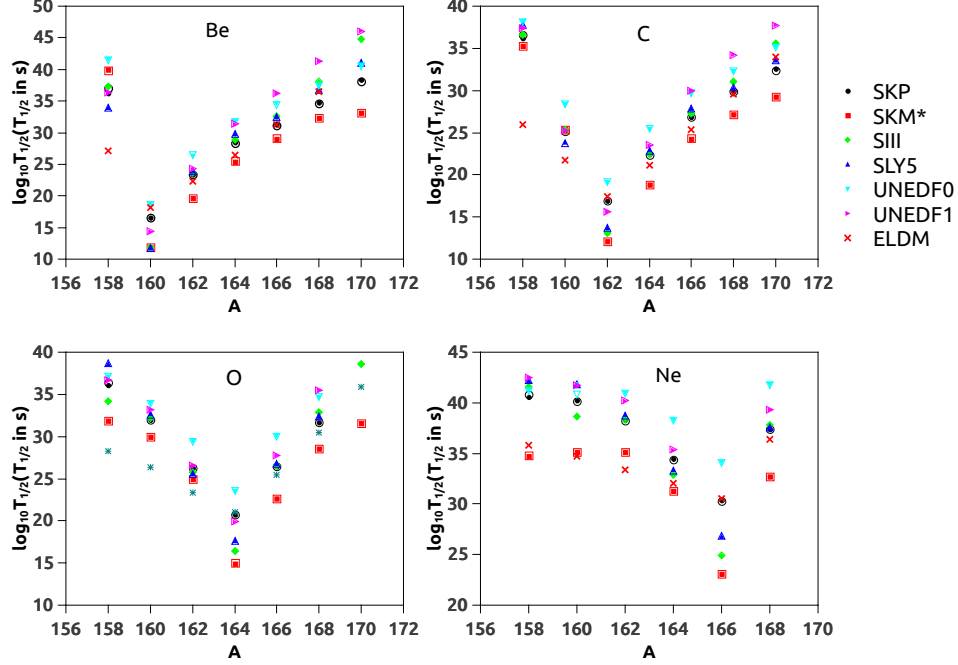 Be
log10T1/2(T1/2 in s)
50
45
40
35
30
25
20
15
10
156 158 160 162 164 166 168 170 172
A
C
log10T1/2(T1/2 in s)
40
35
30
25
20
15
10
156 158 160 162 164 166 168 170 172
A
SKP
SKM*
SIII
SLY5
UNEDF0
UNEDF1
ELDM
O
log10T1/2(T1/2 in s)
40
35
30
25
20
15
10
156 158 160 162 164 166 168 170 172
A
Ne
log10T1/2(T1/2 in s)
45
40
35
30
25
20
156 158 160 162 164 166 168 170
A